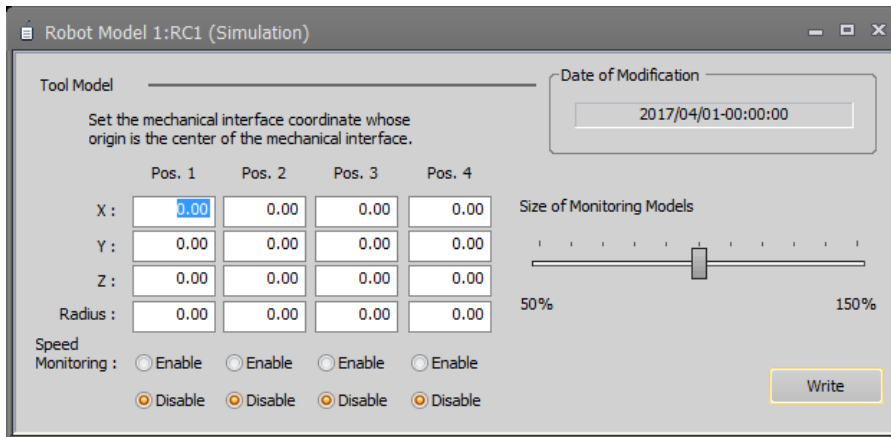 Robot Model 1:RC1 (Simulation)
Tool Model
Date of Modification
2017/04/01-00:00:00
Set the mechanical interface coordinate whose
origin is the center of the mechanical interface.
Pos. 1 Pos. 2 Pos. 3 Pos. 4
X : 0.00 0.00 0.00 0.00
Y : 0.00 0.00 0.00 0.00
Z : 0.00 0.00 0.00 0.00
Radius : 0.00 0.00 0.00 0.00
Speed
Monitoring : Enable Enable Enable Enable
Disable Disable Disable Disable
Size of Monitoring Models
50% 150%
Write